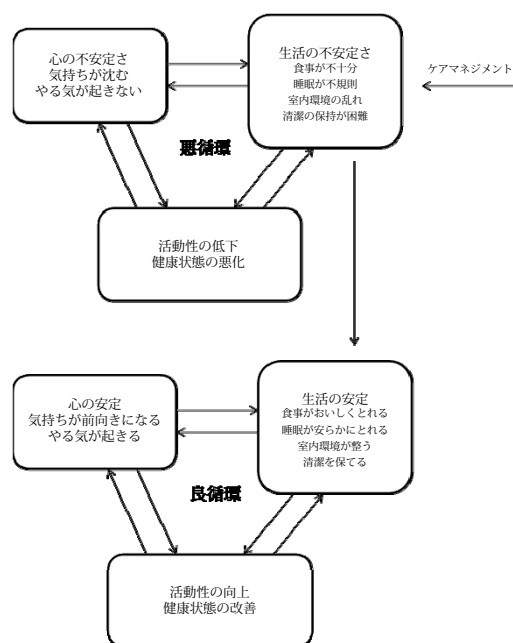 心の不安定さ
気持ちが沈む
やる気が起きない
生活の不安定さ
食事が不十分
睡眠が不規則
室内環境の乱れ
清潔の保持が困難
ケアマネジメント
悪循環
活動性の低下
健康状態の悪化
心の安定
気持ちが前向きになる
やる気が起きる
生活の安定
食事がおいしくとれる
睡眠が安らかにとれる
室内環境が整う
清潔を保てる
良循環
活動性の向上
健康状態の改善